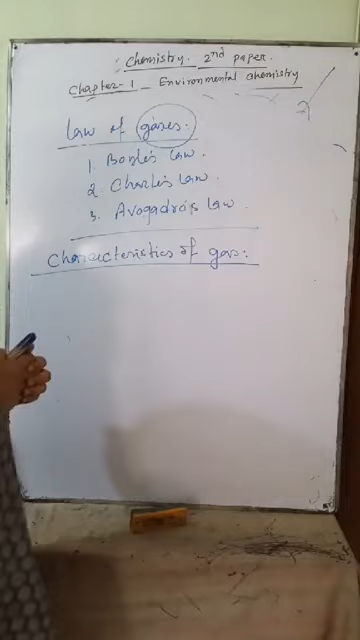 Chemistry. 2nd paper.
Chapter-1 _ Environmental chemistry
Law of gases.
1. Boyle's Law.
2. Charle's Law.
3. Avogadro's Law.
Characteristics of gas: